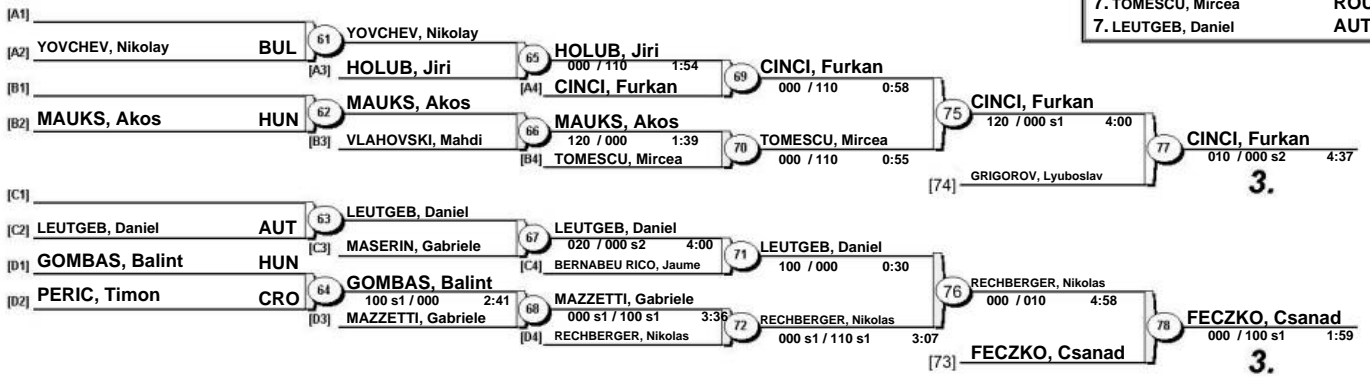 7. TOMESCU, Mircea ROU
7. LEUTGEB, Daniel AUT
[A1]
[A2] YOVCHEV, Nikolay BUL
61
YOVCHEV, Nikolay
[A3] HOLUB, Jiri
65
HOLUB, Jiri
000 / 110 1:54
[A4] CINCI, Furkan
69
CINCI, Furkan
000 / 110 0:58
[B1]
[B2] MAUKS, Akos HUN
62
MAUKS, Akos
[B3] VLAHOVSKI, Mahdi
66
MAUKS, Akos
120 / 000 1:39
[B4] TOMESCU, Mircea
70
TOMESCU, Mircea
000 / 110 0:55
75
CINCI, Furkan
120 / 000 s1 4:00
[74] GRIGOROV, Lyuboslav
77
CINCI, Furkan
010 / 000 s2 4:37
3.
[C1]
[C2] LEUTGEB, Daniel AUT
63
LEUTGEB, Daniel
[C3] MASERIN, Gabriele
67
LEUTGEB, Daniel
020 / 000 s2 4:00
[C4] BERNABEU RICO, Jaume
71
LEUTGEB, Daniel
100 / 000 0:30
[D1] GOMBAS, Balint HUN
[D2] PERIC, Timon CRO
64
GOMBAS, Balint
100 s1 / 000 2:41
[D3] MAZZETTI, Gabriele
68
MAZZETTI, Gabriele
000 s1 / 100 s1 3:36
[D4] RECHBERGER, Nikolas
72
RECHBERGER, Nikolas
000 s1 / 110 s1 3:07
76
RECHBERGER, Nikolas
000 / 010 4:58
[73] FECZKO, Csanad
78
FECZKO, Csanad
000 / 100 s1 1:59
3.